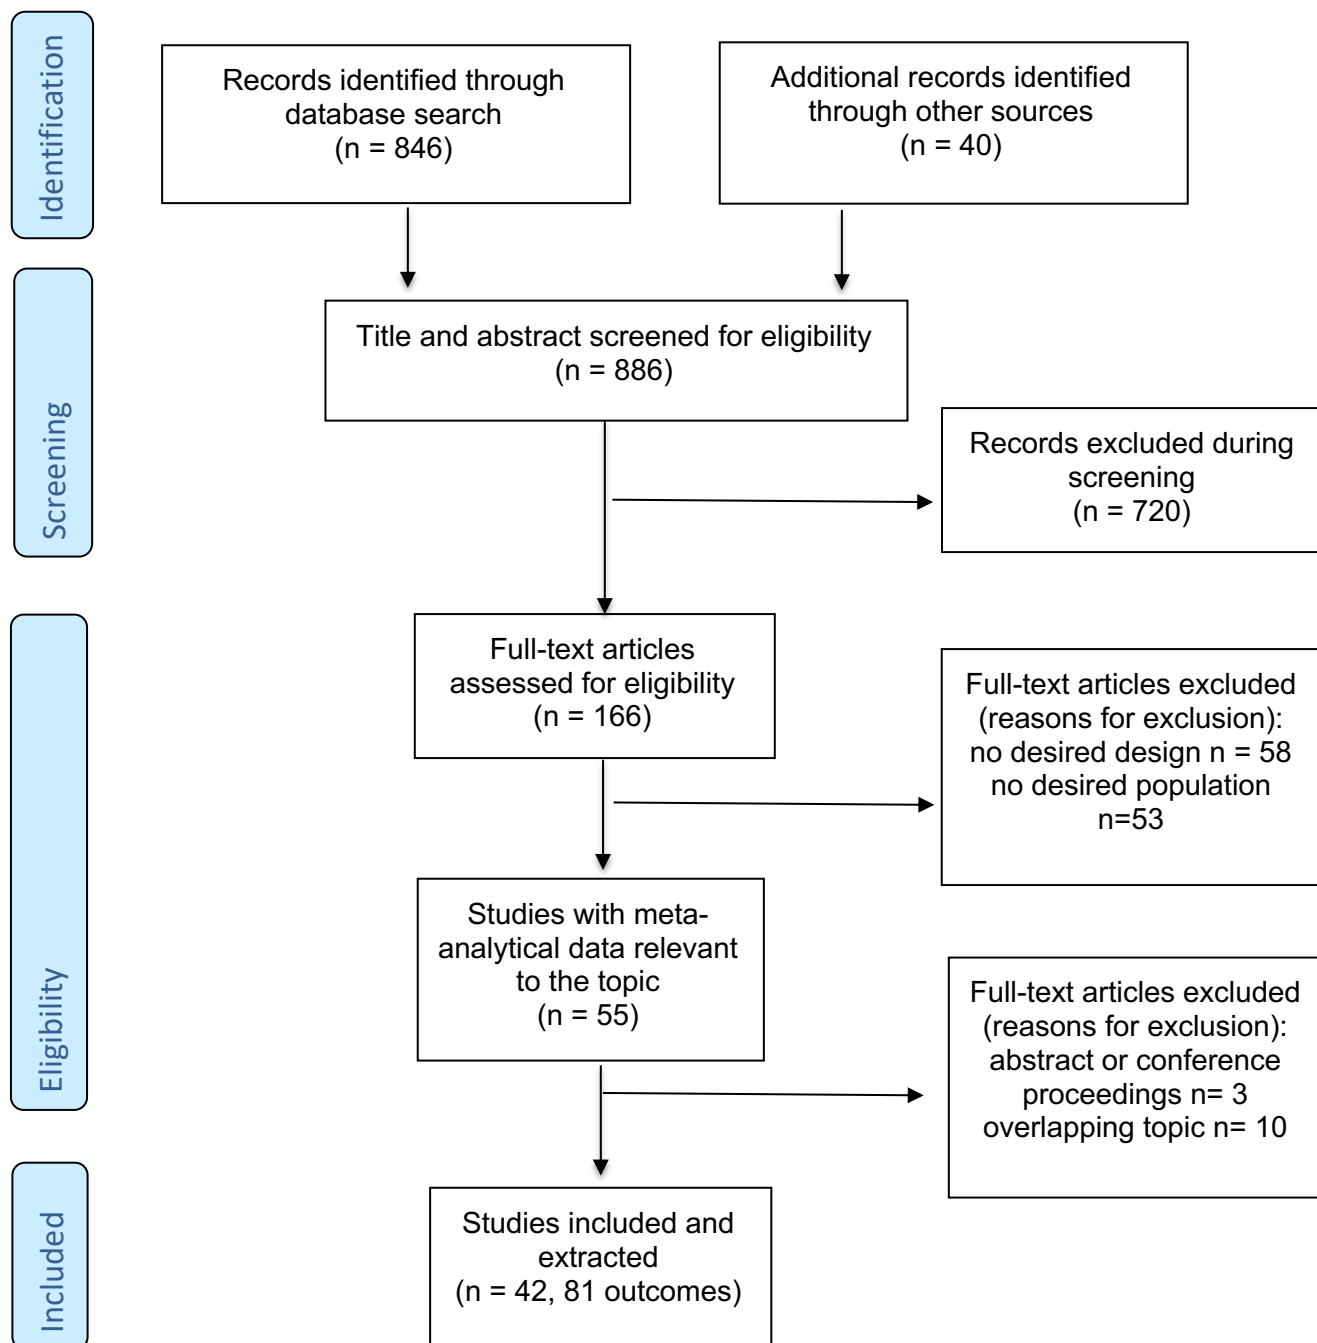 Identification
Records identified through
database search
(n = 846)
Additional records identified
through other sources
(n = 40)
Screening
Title and abstract screened for eligibility
(n = 886)
Records excluded during
screening
(n = 720)
Eligibility
Full-text articles
assessed for eligibility
(n = 166)
Full-text articles excluded
(reasons for exclusion):
no desired design n = 58
no desired population
n=53
Studies with meta-
analytical data relevant
to the topic
(n = 55)
Full-text articles excluded
(reasons for exclusion):
abstract or conference
proceedings n= 3
overlapping topic n= 10
Included
Studies included and
extracted
(n = 42, 81 outcomes)